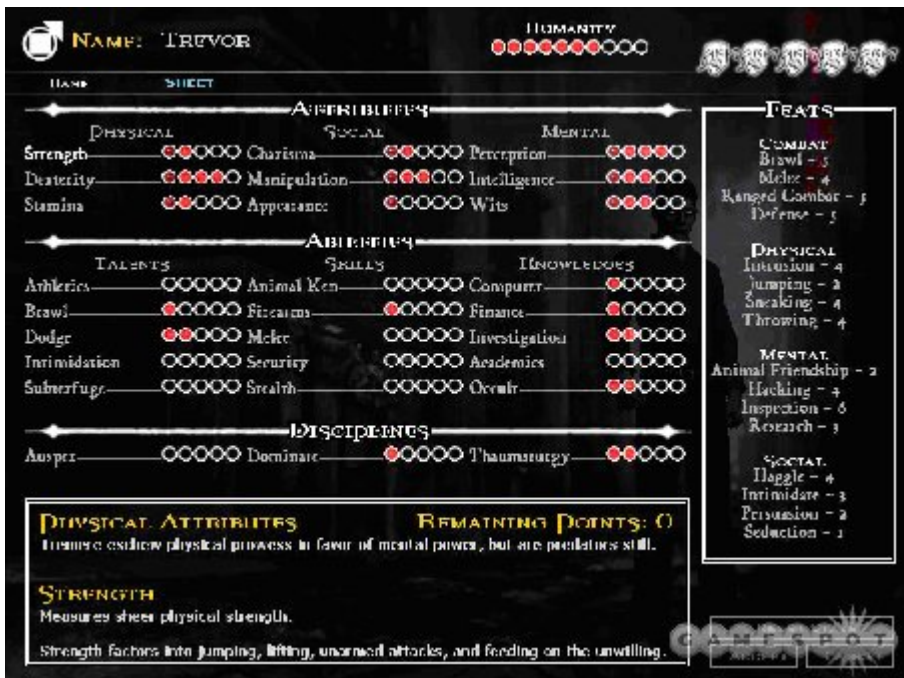 NAME: TREVOR
HUMANITY
NAME SHEET
ATTRIBUTES
PHYSICAL SOCIAL MENTAL
Strength Charisma Perception
Dexterity Manipulation Intelligence
Stamina Appearance Wits
ABILITIES
TALENTS SKILLS KNOWLEDGES
Athletics Animal Ken Computer
Brawl Firearms Finance
Dodge Melee Investigation
Intimidation Security Academics
Subterfuge Stealth Occult
DISCIPLINES
Auspex Dominate Thaumaturgy
PHYSICAL ATTRIBUTES REMAINING POINTS: 0
Tremere eschew physical prowess in favor of mental power, but are predators still.
STRENGTH
Measures sheer physical strength.
Strength factors into jumping, lifting, unarmed attacks, and feeding on the unwilling.
FEATS
COMBAT
Brawl -
Melee - 4
Ranged Combat -
Defense -
PHYSICAL
Intrusion - 4
Jumping - 2
Sneaking - 4
Throwing - 4
MENTAL
Animal Friendship - 2
Hacking - 4
Inspection - 6
Research -
SOCIAL
Haggle - 4
Intimidate - 3
Persuasion - 2
Seduction - 1
GAMESPOT